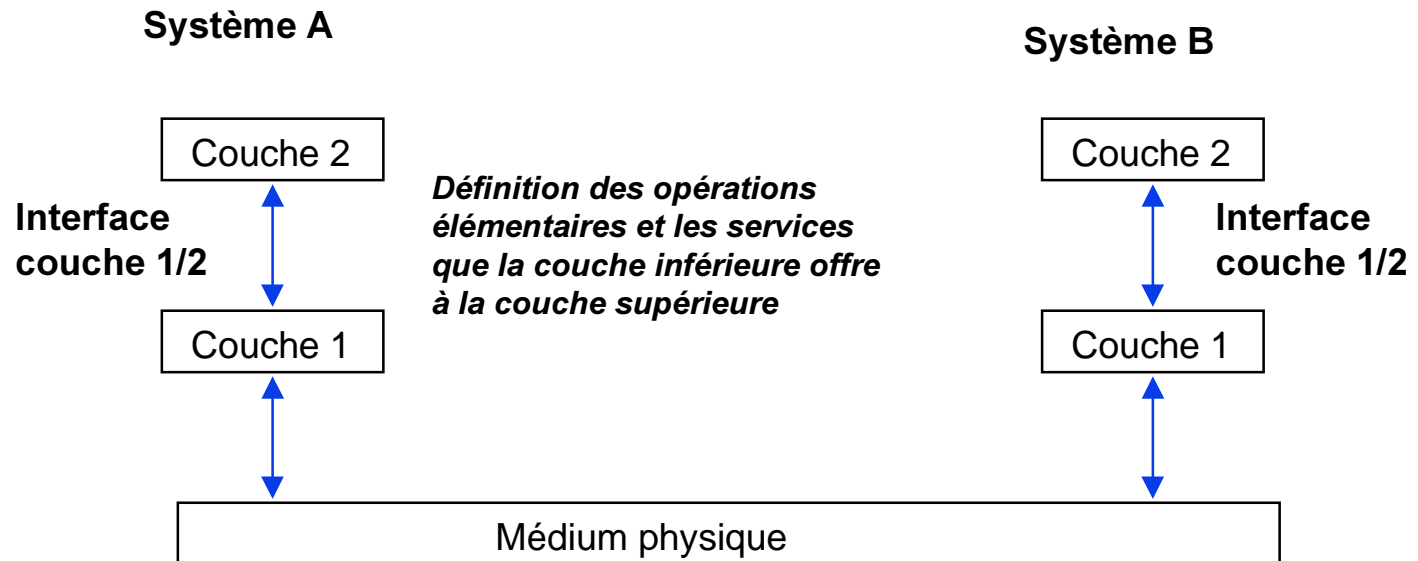 Système A
Système B
Couche 2
Couche 2
Interface
couche 1/2
Définition des opérations
élémentaires et les services
que la couche inférieure offre
à la couche supérieure
Interface
couche 1/2
Couche 1
Couche 1
Médium physique